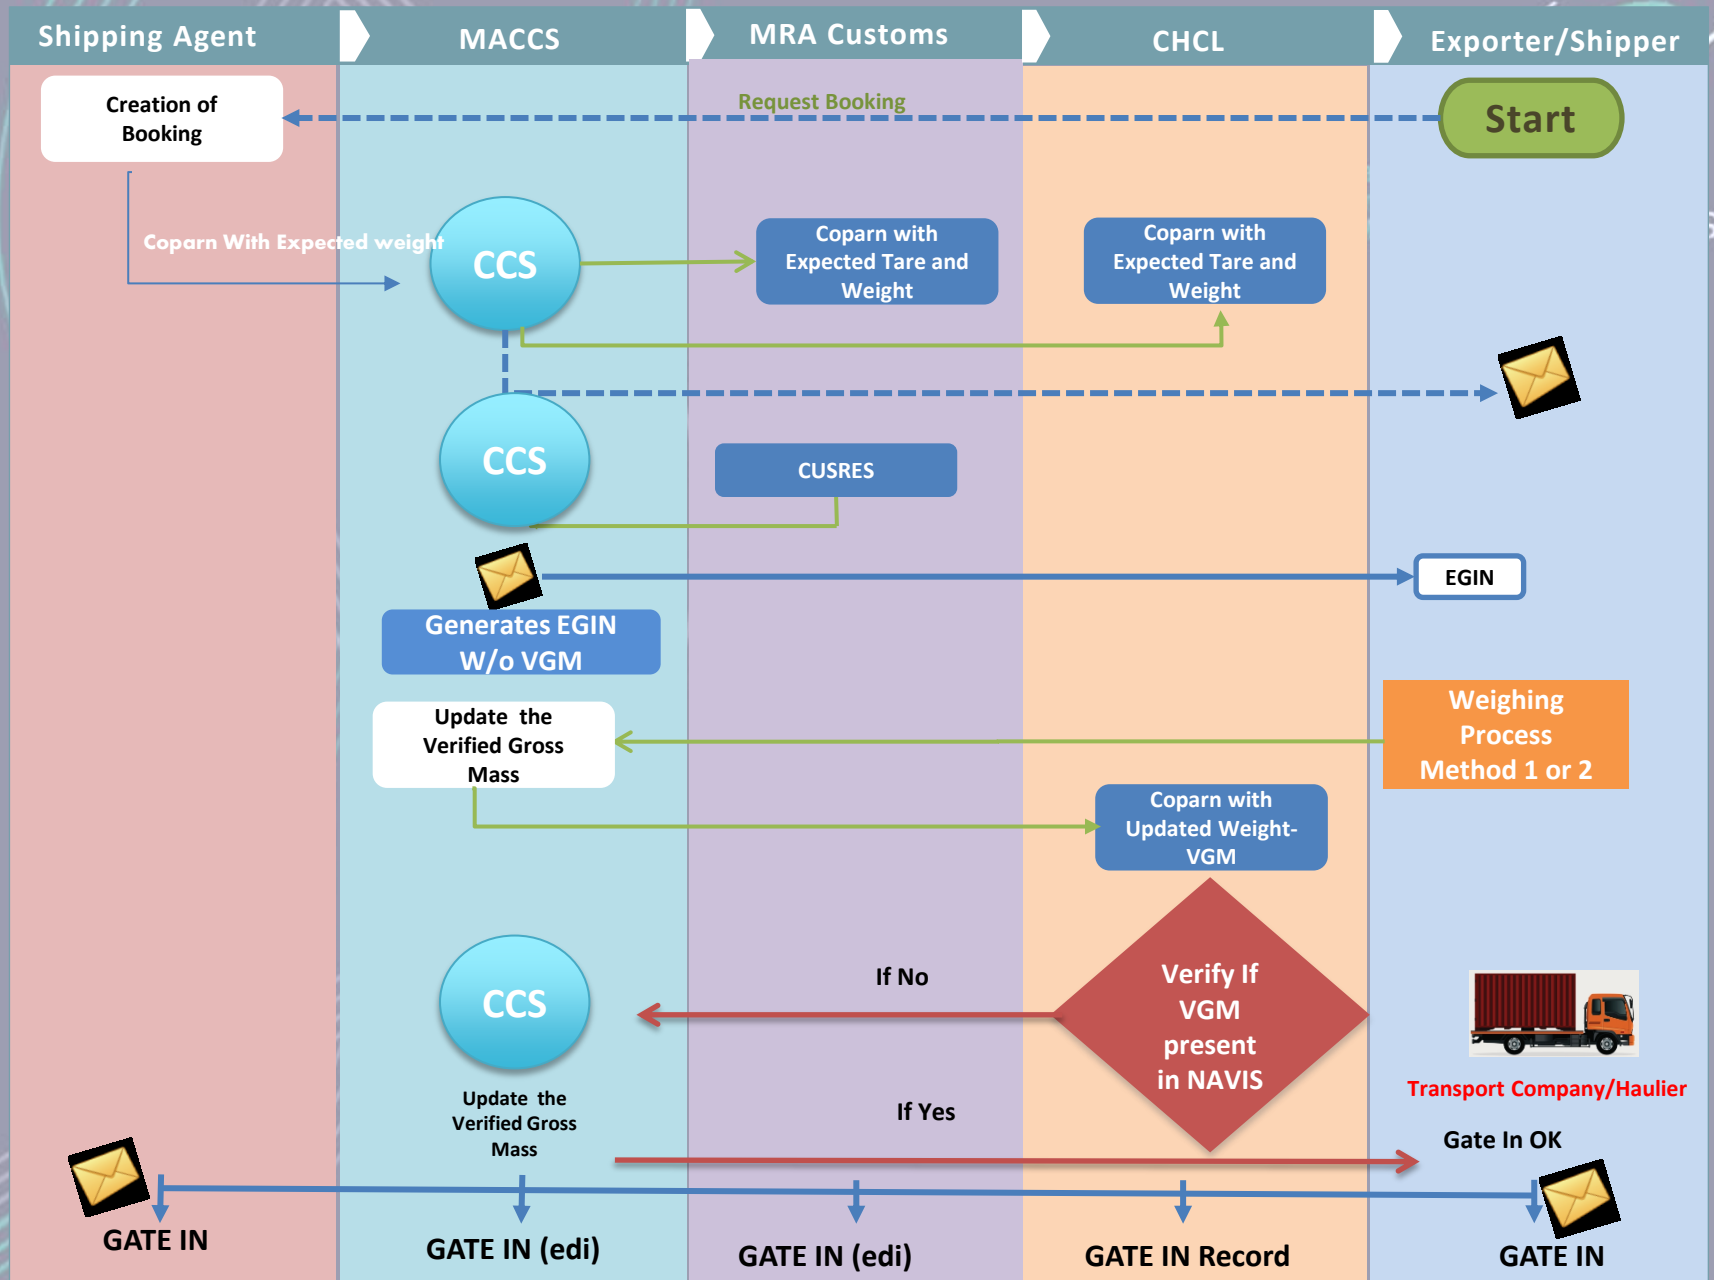 Shipping Agent
MACCS
MRA Customs
CHCL
Exporter/Shipper
Creation of
Booking
Request Booking
Start
Coparn With Expected weight
CCS
Coparn with
Expected Tare and
Weight
Coparn with
Expected Tare and
Weight
CCS
CUSRES
EGIN
Generates EGIN
W/o VGM
Update the
Verified Gross
Mass
Weighing
Process
Method 1 or 2
Coparn with
Updated Weight-
VGM
CCS
If No
Verify If
VGM
present
in NAVIS
Transport Company/Haulier
Update the
Verified Gross
Mass
If Yes
Gate In OK
GATE IN
GATE IN (edi)
GATE IN (edi)
GATE IN Record
GATE IN